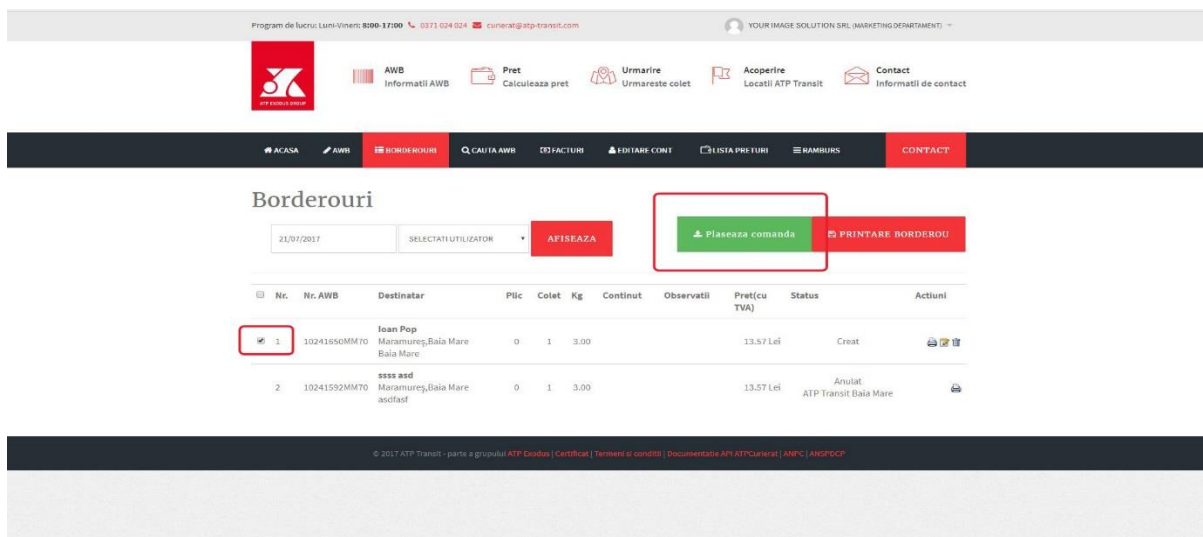 Program de lucru: Luni-Vineri: 8:00-17:00 0371 024 024 curierat@atp-transit.com YOUR IMAGE SOLUTION SRL (MARKETING DEPARTAMENT)
ATP EXODUS GROUP
AWB
Informatii AWB
Pret
Calculeaza pret
Urmarire
Urmareste colet
Acoperire
Locatii ATP Transit
Contact
Informatii de contact
ACASA AWB BORDEROURI CAUTA AWB FACTURI EDITARE CONT LISTA PRETURI RAMBURS CONTACT
Borderouri
21/07/2017 SELECTATI UTILIZATOR AFISEAZA Plaseaza comanda PRINTARE BORDEROU
Nr. Nr. AWB Destinatar Plic Colet Kg Continut Observatii Pret(cu TVA) Status Actiuni
1 10241650MM70 Ioan Pop
Maramureș,Baia Mare
Baia Mare
0 1 3.00 13.57 Lei Creat
2 10241592MM70 ssss asd
Maramureș,Baia Mare
asdfasf
0 1 3.00 13.57 Lei Anulat
ATP Transit Baia Mare
© 2017 ATP Transit - parte a grupului ATP Exodus | Certificat | Termeni si conditii | Documentatie API ATPCurierat | ANPC | ANSPDCP